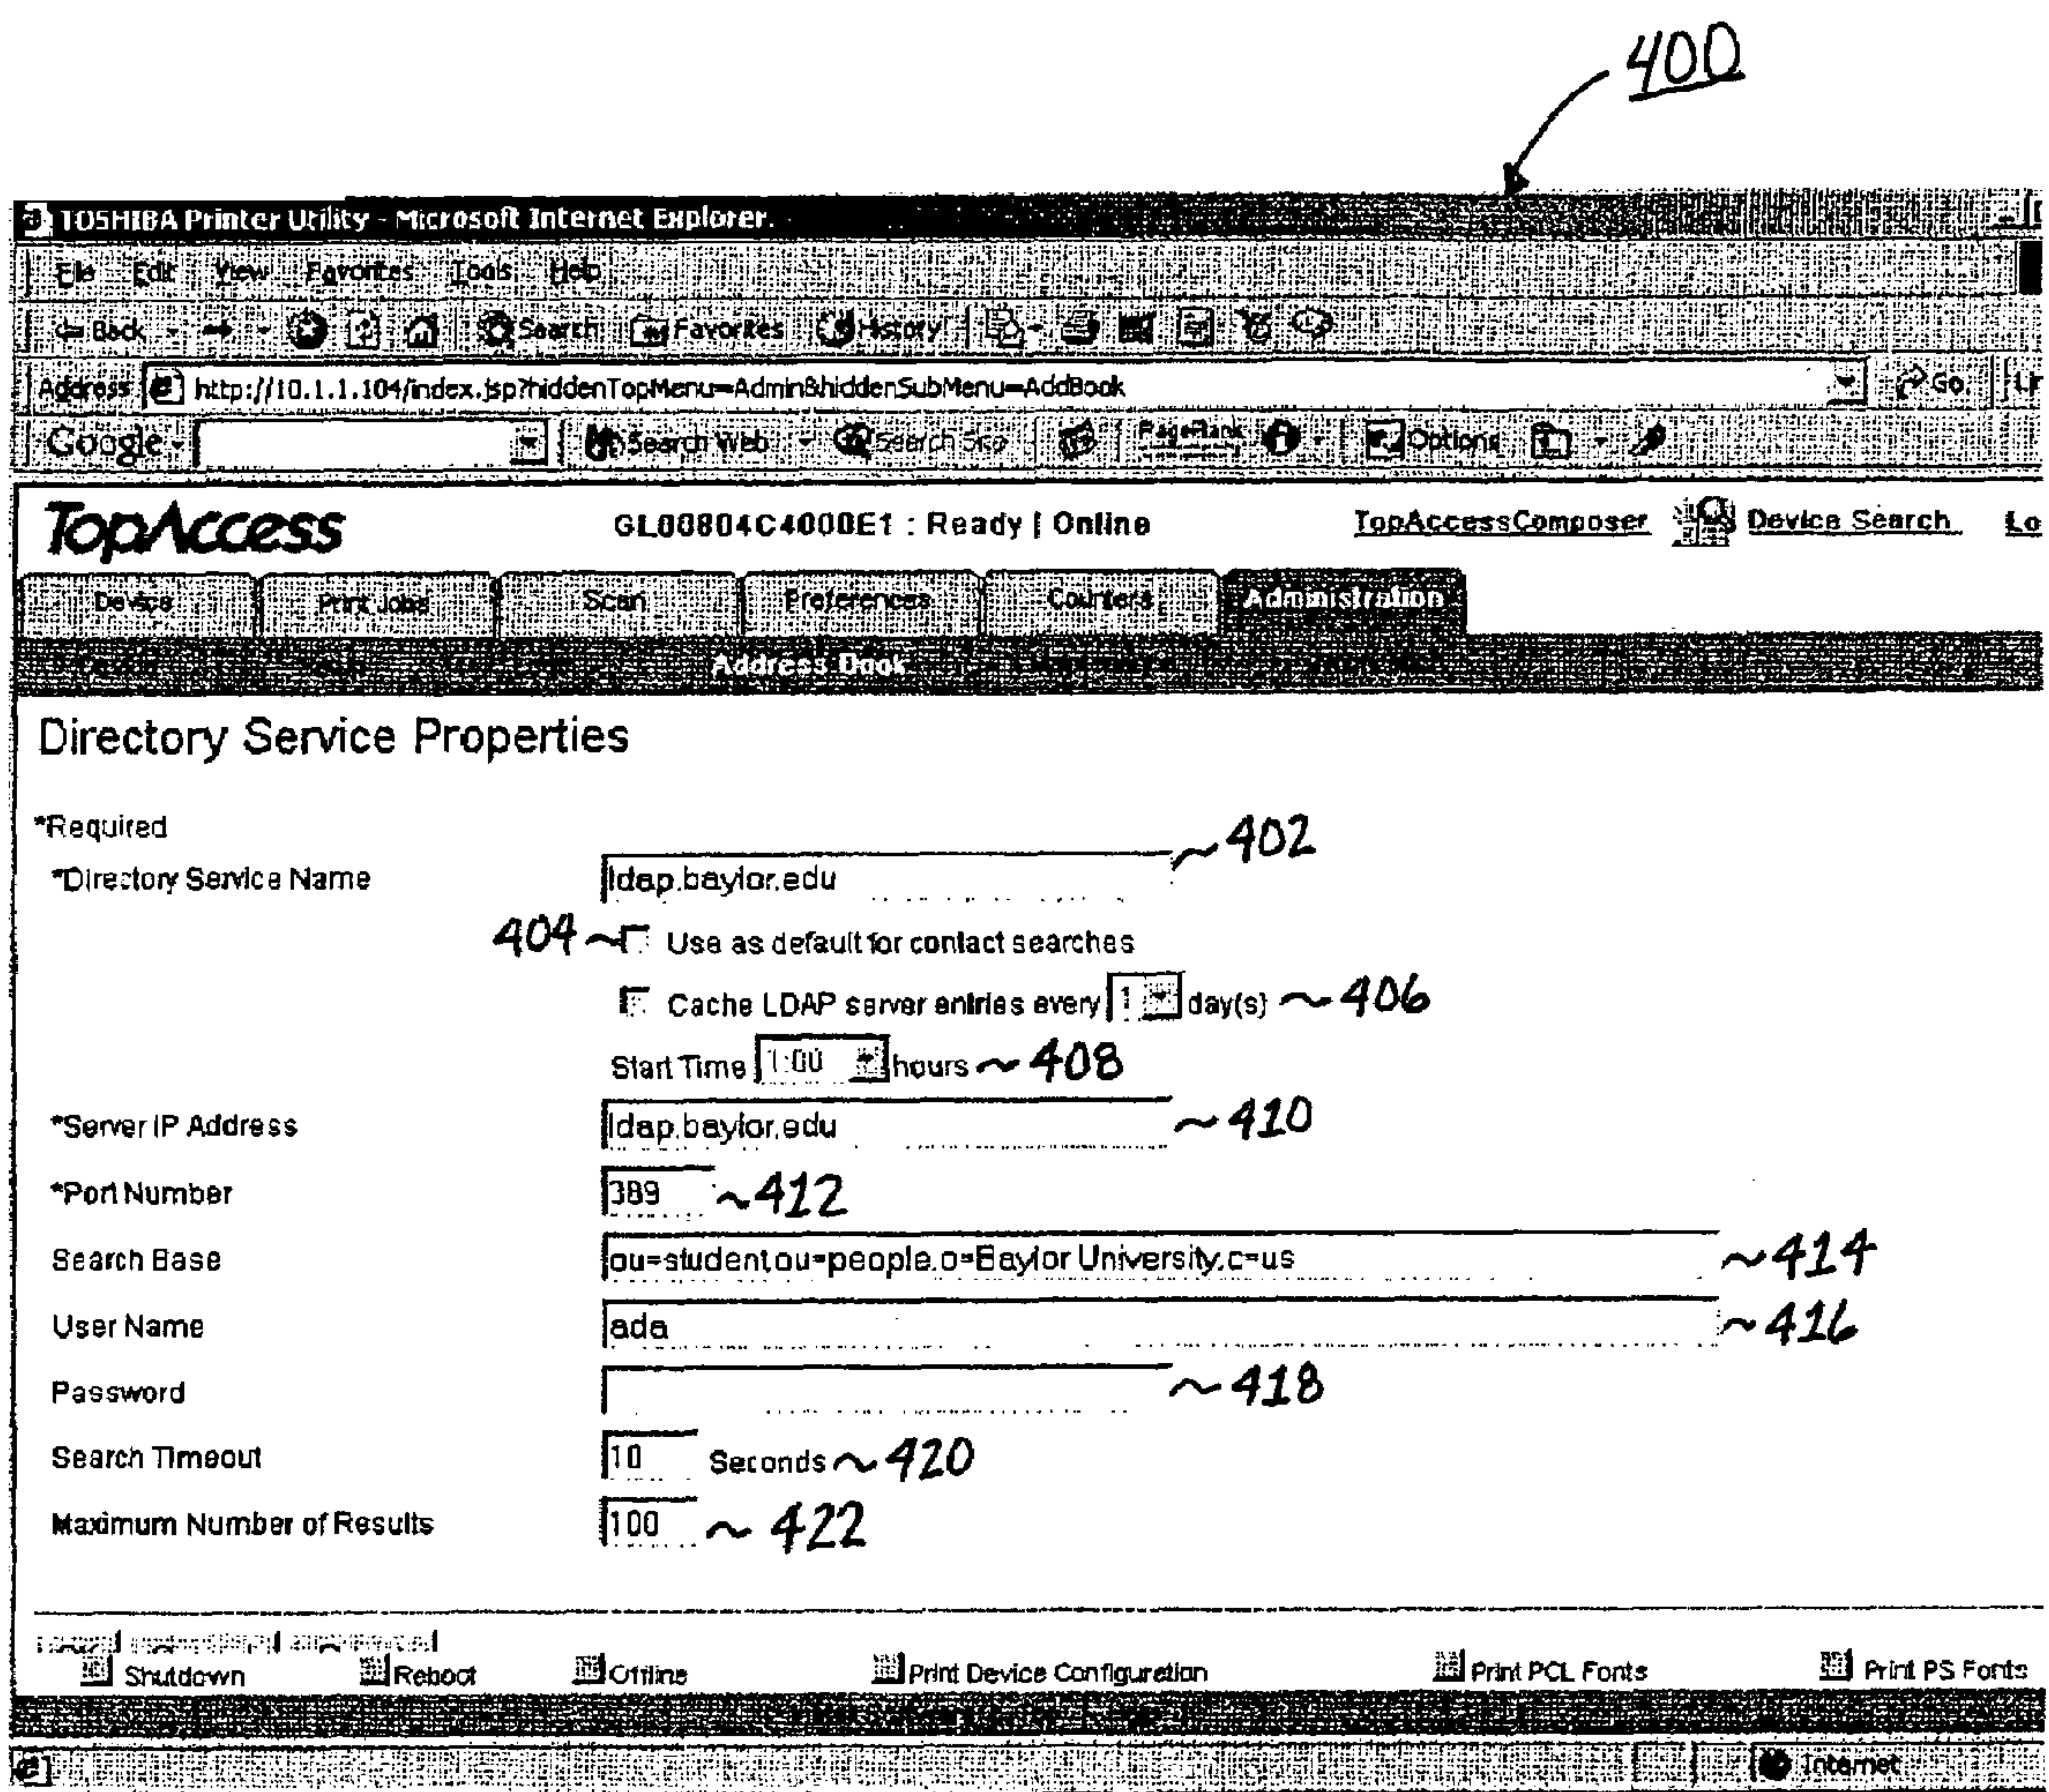 400
TOSHIBA Printer Utility - Microsoft Internet Explorer.
File Edit View Favorites Tools Help
Back Search Favorites History
Address http://10.1.1.104/index.jsp?hiddenTopMenu=Admin&hiddenSubMenu=AddBook Go
Google Search Web Search Site PageRank Options
TopAccess GL00804C4000E1 : Ready | Online TopAccessComposer Device Search Lo
Device Print Jobs Scan Preferences Counters Administration
Address Book
Directory Service Properties
*Required
*Directory Service Name ldap.baylor.edu ~402
404~ Use as default for contact searches
Cache LDAP server entries every 1 day(s) ~406
Start Time 1:00 hours ~408
*Server IP Address ldap.baylor.edu ~410
*Port Number 389 ~412
Search Base ou=student,ou=people,o=Baylor University,c=us ~414
User Name ada ~416
Password ~418
Search Timeout 10 Seconds ~420
Maximum Number of Results 100 ~422
Shutdown Reboot Offline Print Device Configuration Print PCL Fonts Print PS Fonts
Internet